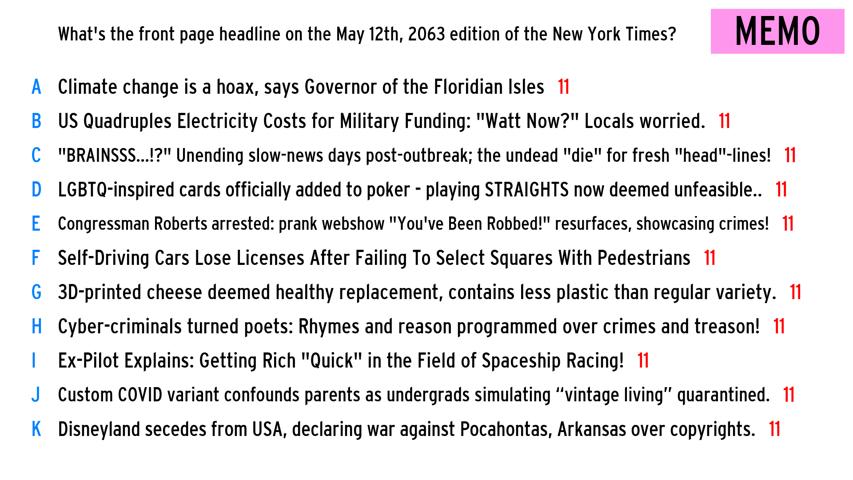 What's the front page headline on the May 12th, 2063 edition of the New York Times?
MEMO
A Climate change is a hoax, says Governor of the Floridian Isles 11
B US Quadruples Electricity Costs for Military Funding: "Watt Now?" Locals worried. 11
C "BRAINSSS...!?" Unending slow-news days post-outbreak; the undead "die" for fresh "head"-lines! 11
D LGBTQ-inspired cards officially added to poker - playing STRAIGHTS now deemed unfeasible.. 11
E Congressman Roberts arrested: prank webshow "You've Been Robbed!" resurfaces, showcasing crimes! 11
F Self-Driving Cars Lose Licenses After Failing To Select Squares With Pedestrians 11
G 3D-printed cheese deemed healthy replacement, contains less plastic than regular variety. 11
H Cyber-criminals turned poets: Rhymes and reason programmed over crimes and treason! 11
I Ex-Pilot Explains: Getting Rich "Quick" in the Field of Spaceship Racing! 11
J Custom COVID variant confounds parents as undergrads simulating “vintage living” quarantined. 11
K Disneyland secedes from USA, declaring war against Pocahontas, Arkansas over copyrights. 11